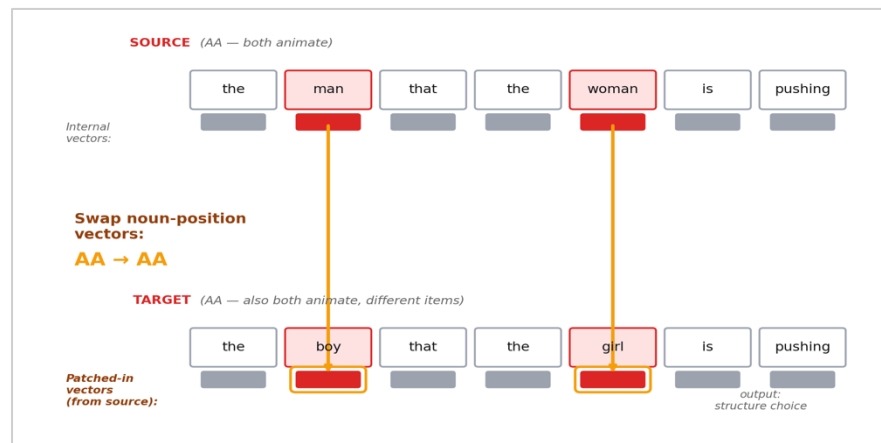 SOURCE (AA — both animate)
the man that the woman is pushing
Internal
vectors:
Swap noun-position
vectors:
AA → AA
TARGET (AA — also both animate, different items)
the boy that the girl is pushing
Patched-in
vectors
(from source):
output:
structure choice